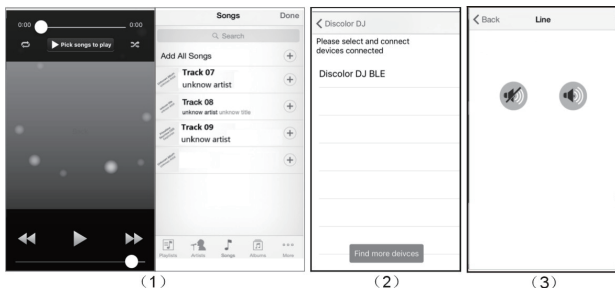 0:00
0:00
Pick songs to play
Songs
Done
Search
Add All Songs
Track 07
unknow artist
Track 08
unknow artist unknow title
Track 09
unknow artist
Playlists
Artists
Songs
Albums
More
(1)
Discolor DJ
Please select and connect
devices connected
Discolor DJ BLE
Find more deivces
(2)
Back
Line
(3)